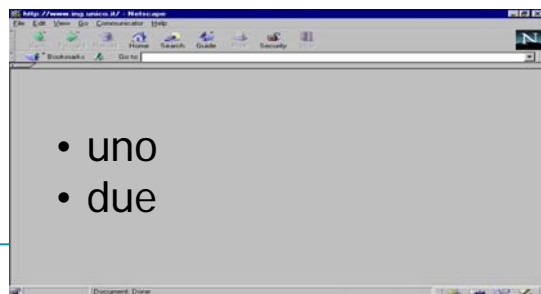 http://www.ing.unico.it/ - Netscape
File Edit View Go Communicator Help
Home Search Guide Print Security
Bookmarks Go to:
• uno
• due
Document: Done